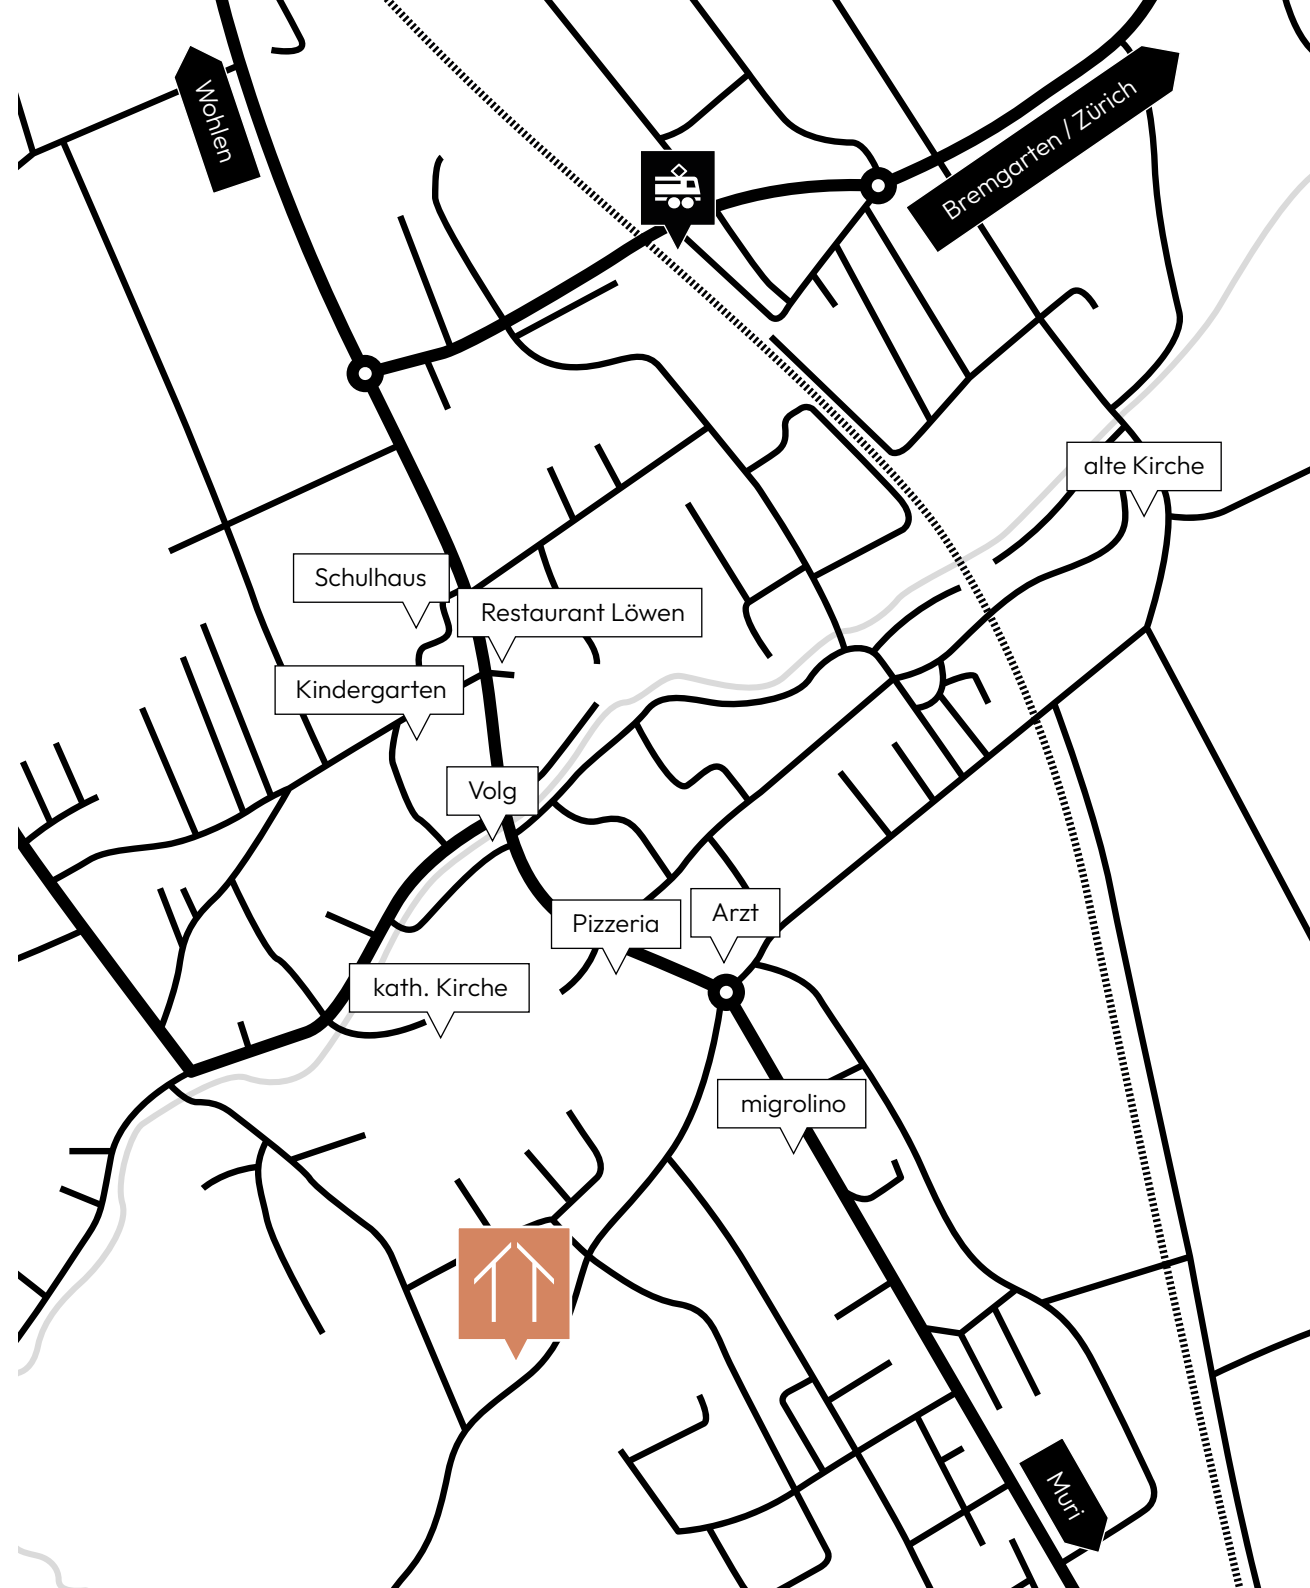 Wohlen
Bremgarten / Zürich
alte Kirche
Schulhaus
Restaurant Löwen
Kindergarten
Volg
Pizzeria
Arzt
kath. Kirche
migrolino
Muri